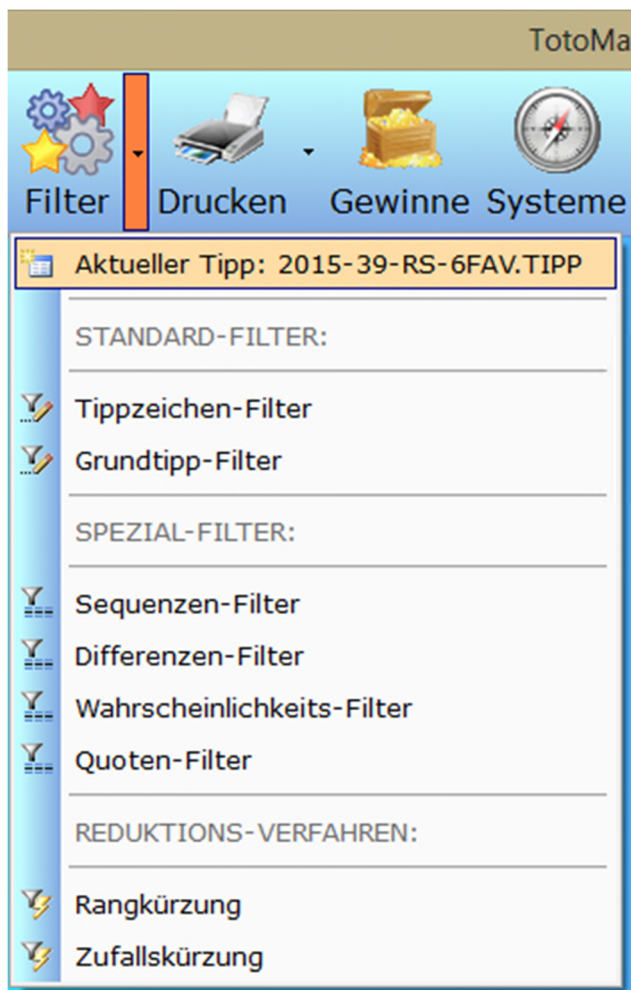 TotoMa
Filter Drucken Gewinne Systeme
Aktueller Tipp: 2015-39-RS-6FAV.TIPP
STANDARD-FILTER:
Tippzeichen-Filter
Grundtipp-Filter
SPEZIAL-FILTER:
Sequenzen-Filter
Differenzen-Filter
Wahrscheinlichkeits-Filter
Quoten-Filter
REDUKTIONS-VERFAHREN:
Rangkürzung
Zufallskürzung